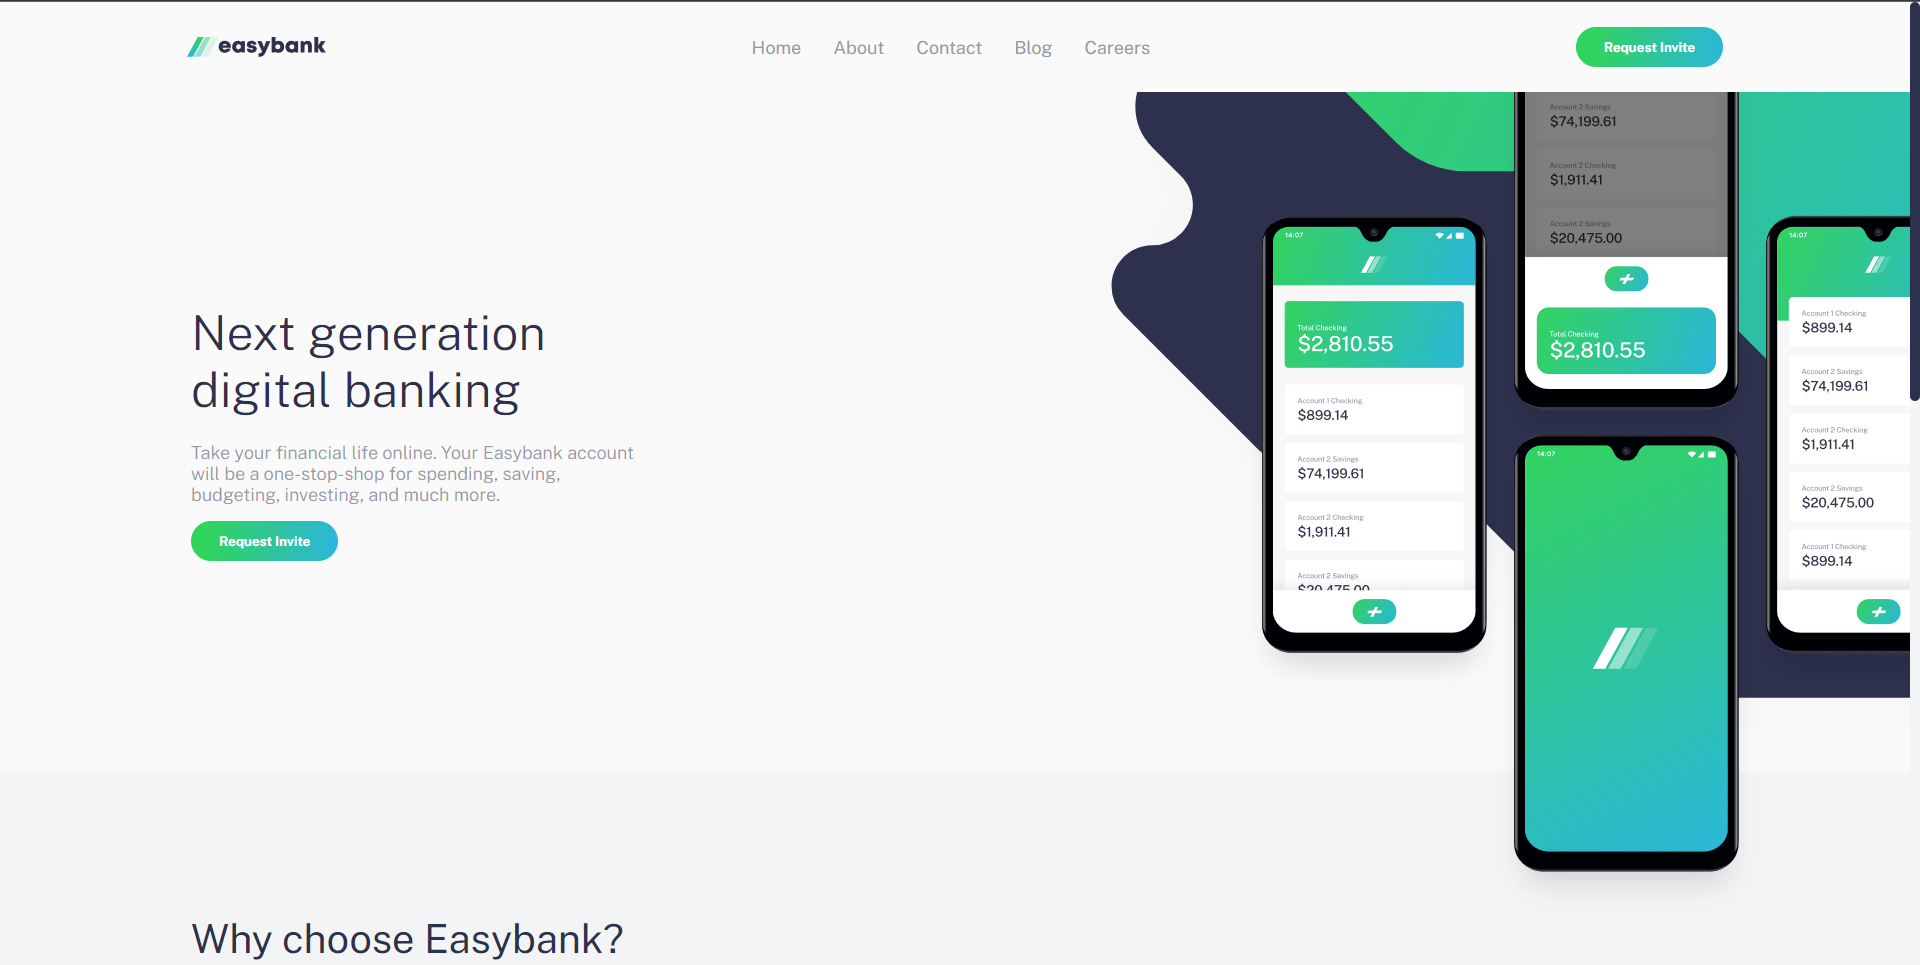 easybank
Home
About
Contact
Blog
Careers
Request Invite
Next generation
digital banking
Take your financial life online. Your Easybank account
will be a one-stop-shop for spending, saving,
budgeting, investing, and much more.
Request Invite
14:07
Total Checking
$2,810.55
Account 1 Checking
$899.14
Account 2 Savings
$74,199.61
Account 2 Checking
$1,911.41
Account 2 Savings
$20,475.00
Account 2 Savings
$74,199.61
Account 2 Checking
$1,911.41
Account 2 Savings
$20,475.00
Total Checking
$2,810.55
14:07
14:07
Account 1 Checking
$899.14
Account 2 Savings
$74,199.61
Account 2 Checking
$1,911.41
Account 2 Savings
$20,475.00
Account 1 Checking
$899.14
Why choose Easybank?